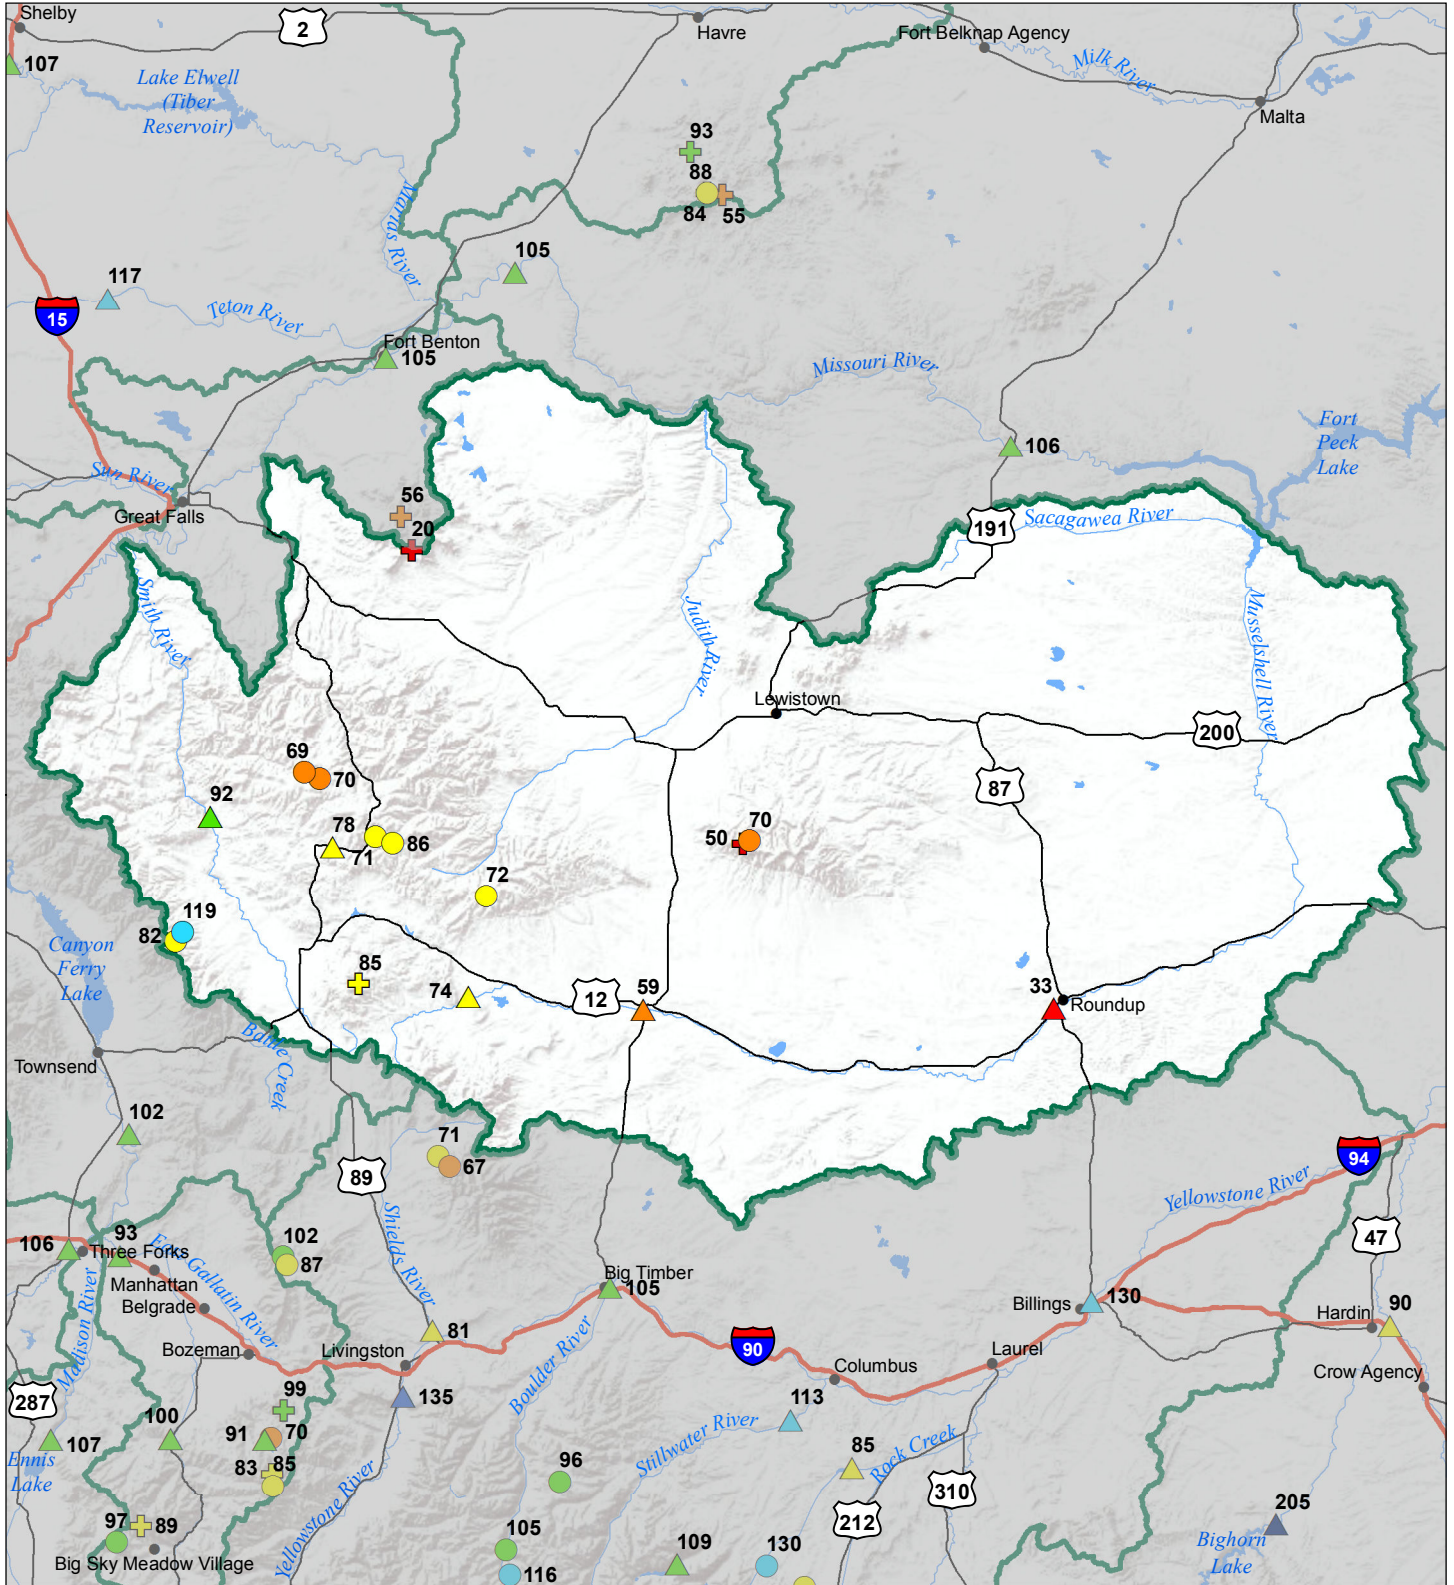 Shelby
2
Havre
Fort Belknap Agency
107
Lake Elwell
(Tiber
Reservoir)
Milk River
Malta
93
88
84
55
Marias River
105
117
15
Teton River
Fort Benton
105
Missouri River
Fort
Peck
Lake
106
Sun River
Great Falls
56
20
191
Sacagawea River
Smith River
Judith River
Musselshell River
Lewistown
200
69
70
87
92
78
71
86
50
70
72
119
82
Canyon
Ferry
Lake
85
74
12
59
33
Roundup
Battle Creek
Townsend
102
71
67
89
94
Yellowstone River
Shields River
47
93
106
Three Forks
East Gallatin River
102
87
Manhattan
Belgrade
Madison River
Big Timber
105
Billings
130
Hardin
90
81
Bozeman
Livingston
90
Laurel
Columbus
Crow Agency
Boulder River
287
99
135
113
100
107
91
70
Stillwater River
85
Rock Creek
Ennis
Lake
83
85
96
310
212
205
Yellowstone River
97
89
105
Bighorn
Lake
Big Sky Meadow Village
116
109
130